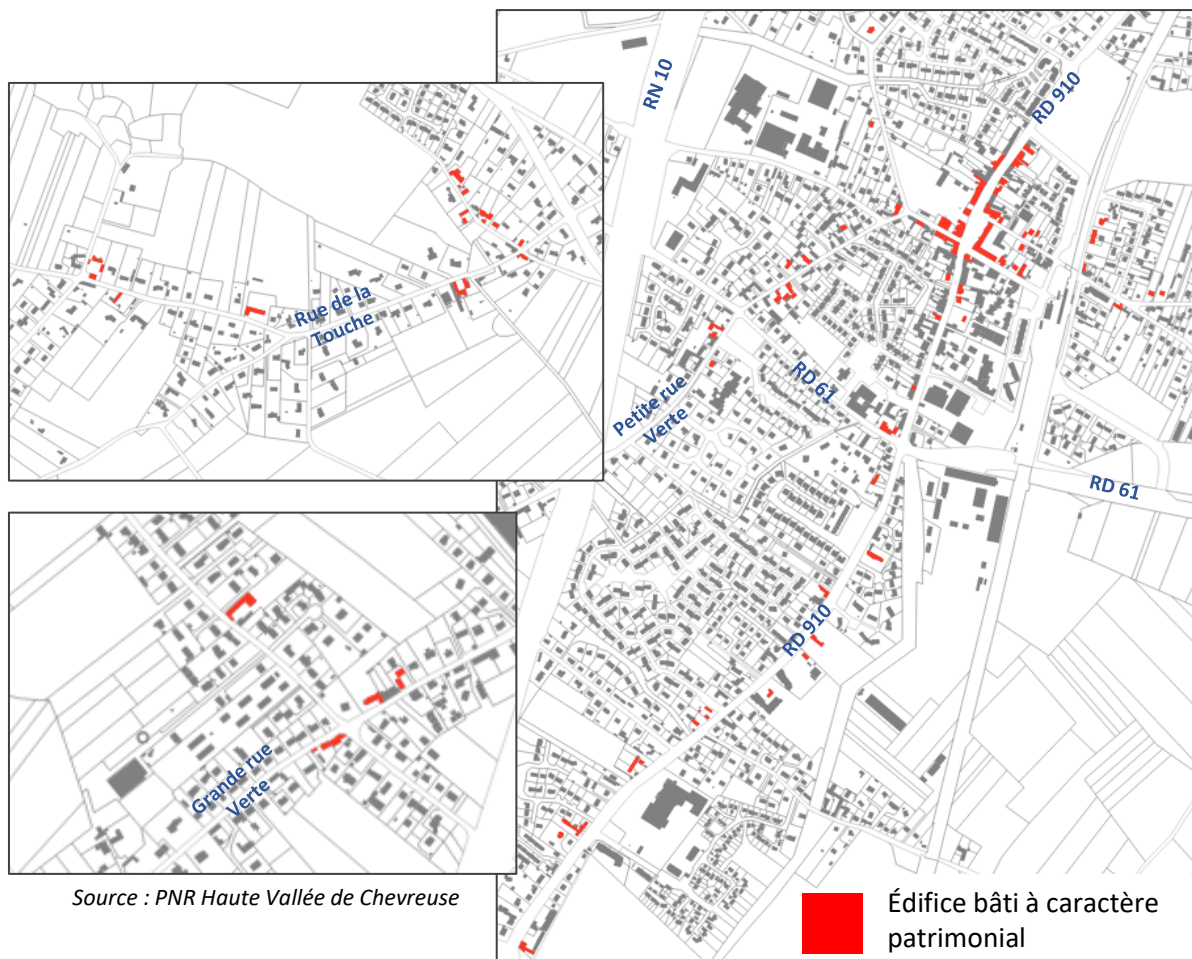 RN 10
RD 910
Rue de la
Touche
RD 61
Petite rue
Verte
RD 61
RD 910
Grande rue
Verte
Source : PNR Haute Vallée de Chevreuse
Édifice bâti à caractère
patrimonial